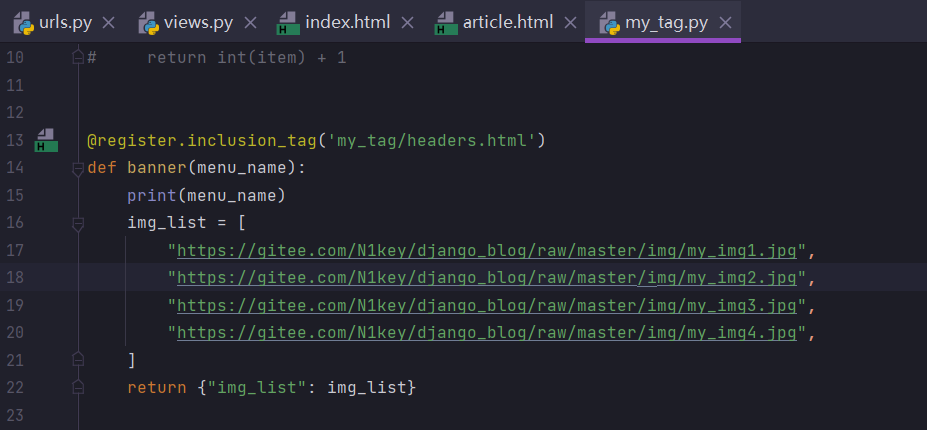 urls.py views.py index.html article.html my_tag.py
10 # return int(item) + 1
11
12
13 @register.inclusion_tag('my_tag/headers.html')
14 def banner(menu_name):
15 print(menu_name)
16 img_list = [
17 "https://gitee.com/N1key/django_blog/raw/master/img/my_img1.jpg",
18 "https://gitee.com/N1key/django_blog/raw/master/img/my_img2.jpg",
19 "https://gitee.com/N1key/django_blog/raw/master/img/my_img3.jpg",
20 "https://gitee.com/N1key/django_blog/raw/master/img/my_img4.jpg",
21 ]
22 return {"img_list": img_list}
23